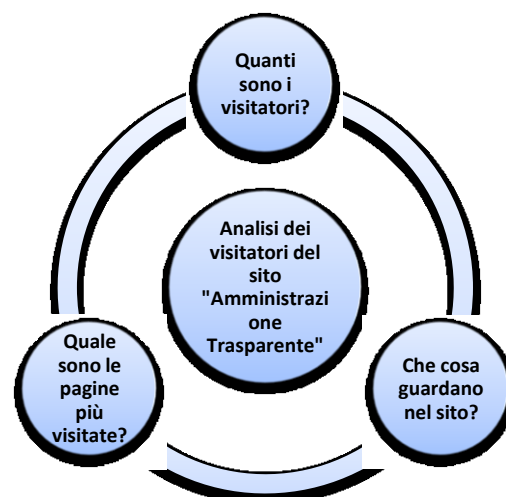 Quanti
sono i
visitatori?
Analisi dei
visitatori del
sito
"Amministrazi
one
Trasparente"
Quale
sono le
pagine
più
visitate?
Che cosa
guardano
nel sito?